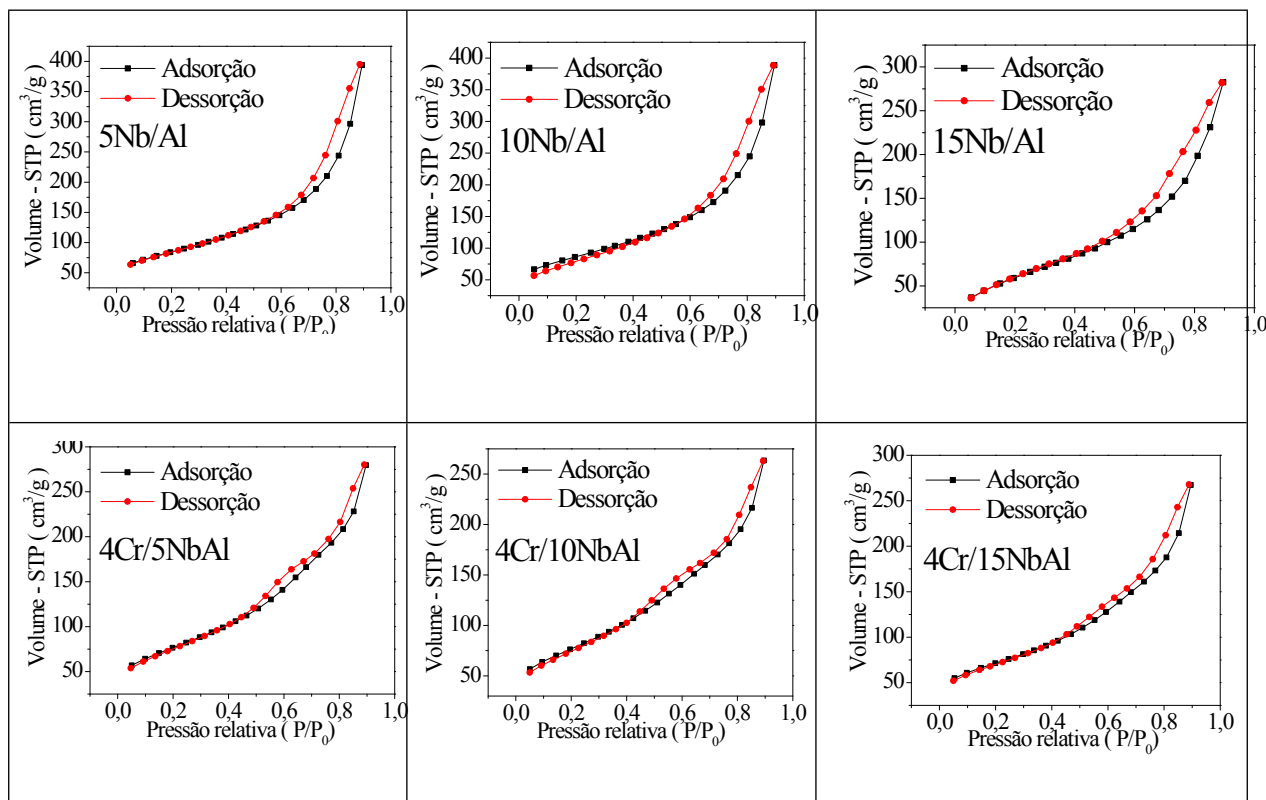 Volume - STP ( cm³/g)
400
350
300
250
200
150
100
50
Adsorção
Dessorção
5Nb/Al
0,0 0,2 0,4 0,6 0,8 1,0
Pressão relativa ( P/P₀)
Volume - STP ( cm³/g)
400
350
300
250
200
150
100
50
Adsorção
Dessorção
10Nb/Al
0,0 0,2 0,4 0,6 0,8 1,0
Pressão relativa ( P/P₀)
Volume - STP ( cm³/g)
300
250
200
150
100
50
Adsorção
Dessorção
15Nb/Al
0,0 0,2 0,4 0,6 0,8 1,0
Pressão relativa ( P/P₀)
Volume - STP ( cm³/g)
300
250
200
150
100
50
Adsorção
Dessorção
4Cr/5NbAl
0,0 0,2 0,4 0,6 0,8 1,0
Pressão relativa ( P/P₀)
Volume - STP ( cm³/g)
250
200
150
100
50
Adsorção
Dessorção
4Cr/10NbAl
0,0 0,2 0,4 0,6 0,8 1,0
Pressão relativa ( P/P₀)
Volume - STP ( cm³/g)
300
250
200
150
100
50
Adsorção
Dessorção
4Cr/15NbAl
0,0 0,2 0,4 0,6 0,8 1,0
Pressão relativa ( P/P₀)